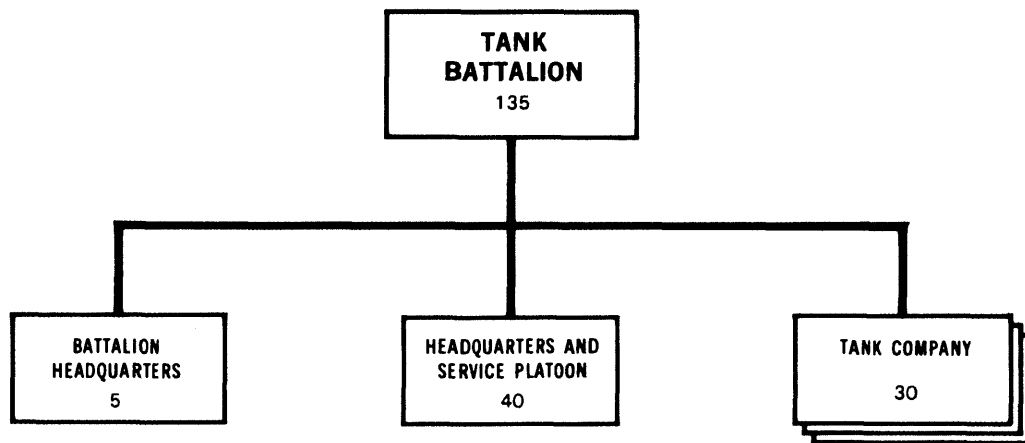 TANK
BATTALION
135
BATTALION
HEADQUARTERS
5
HEADQUARTERS AND
SERVICE PLATOON
40
TANK COMPANY
30